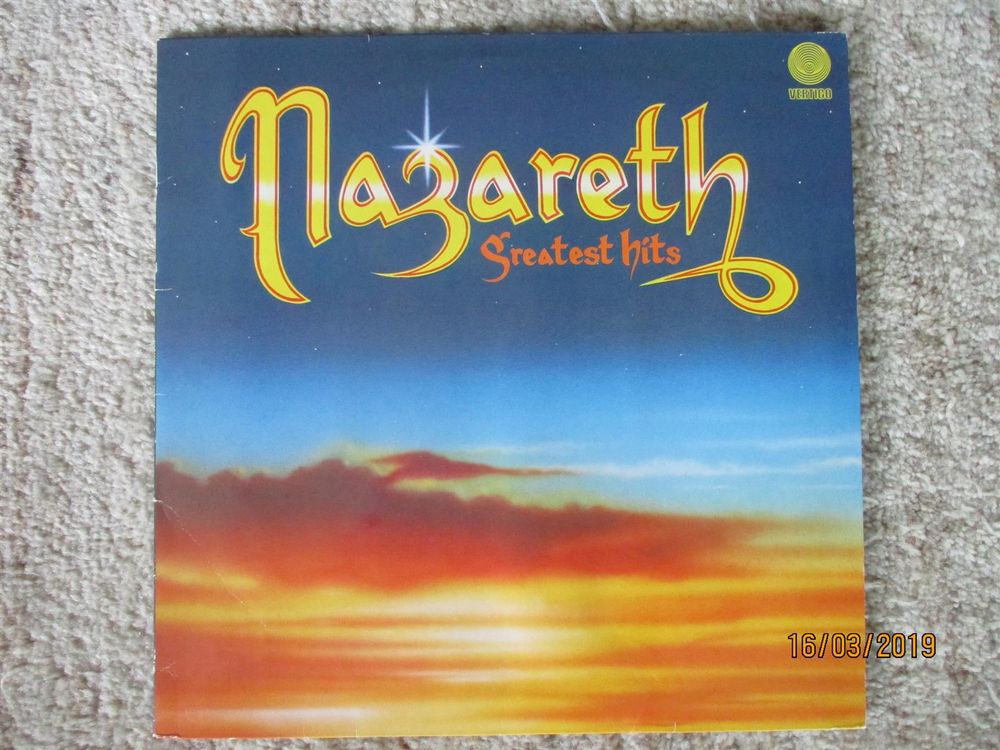 VERTIGO
Nazareth
Greatest hits
16/03/2019